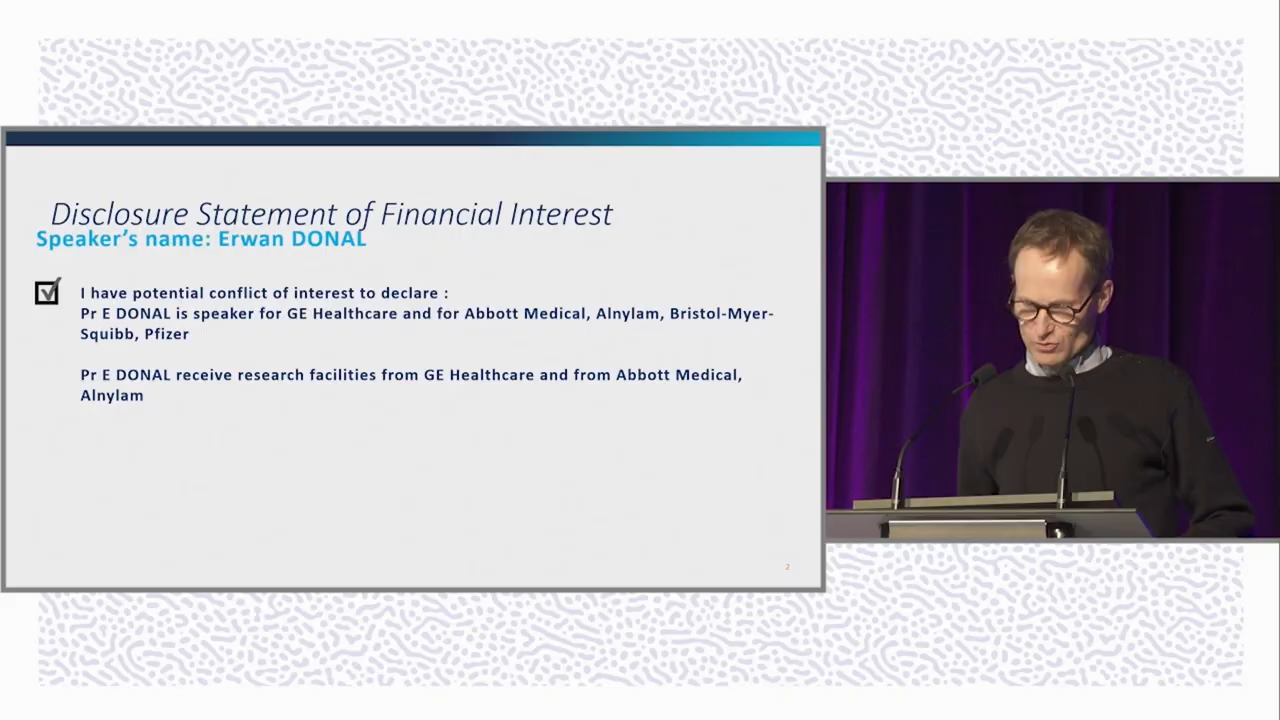 Disclosure Statement of Financial Interest
Speaker's name: Erwan DONAL
I have potential conflict of interest to declare :
Pr E DONAL is speaker for GE Healthcare and for Abbott Medical, Alnylam, Bristol-Myer-
Squibb, Pfizer
Pr E DONAL receive research facilities from GE Healthcare and from Abbott Medical,
Alnylam
2